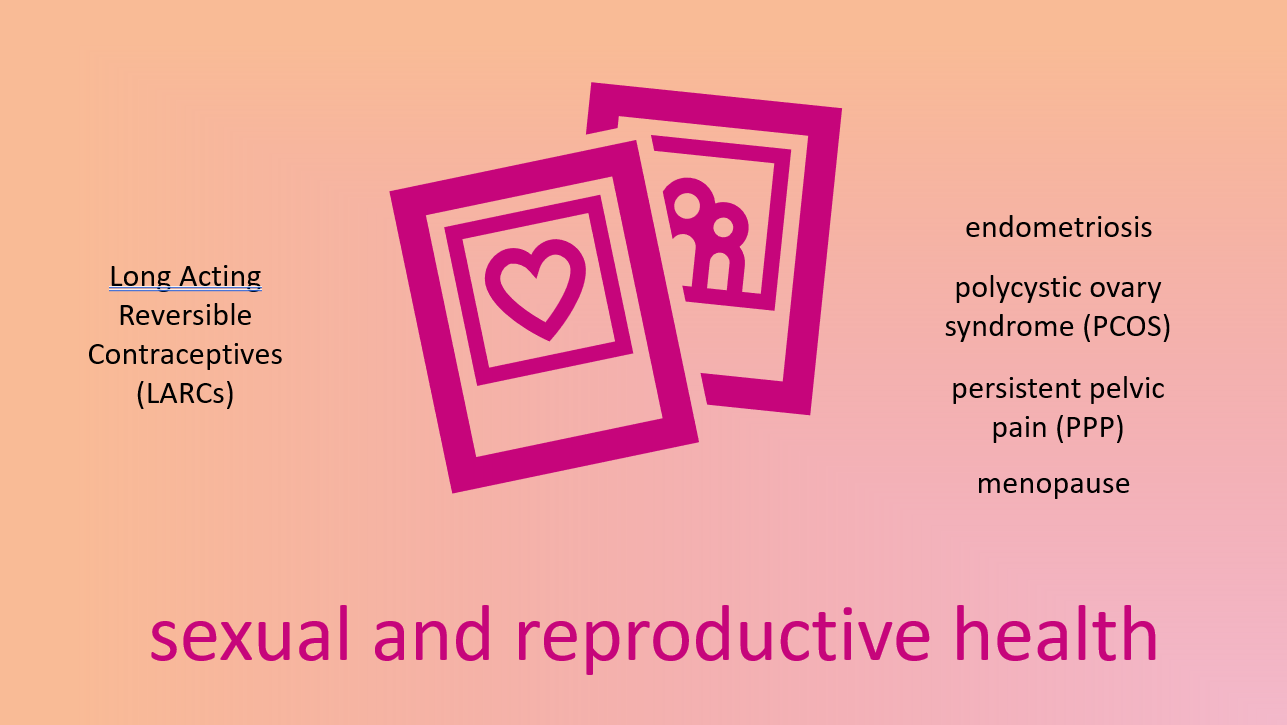 Long Acting
Reversible
Contraceptives
(LARCs)
endometriosis
polycystic ovary
syndrome (PCOS)
persistent pelvic
pain (PPP)
menopause
sexual and reproductive health